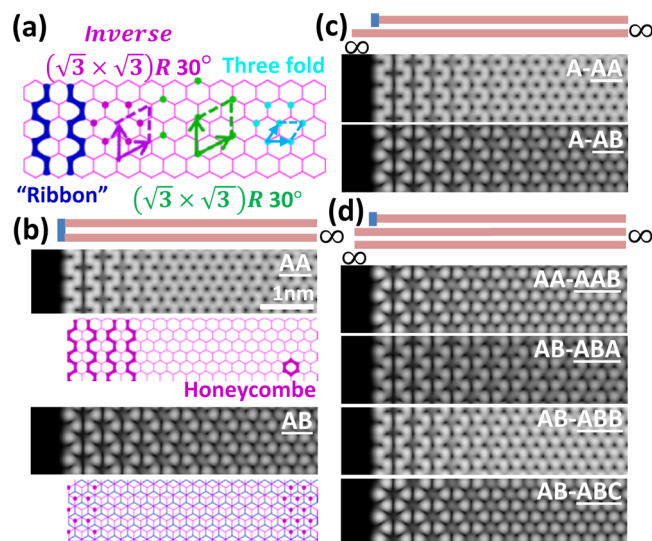 (a)
Inverse
(√3 × √3)R 30°
Three fold
"Ribbon"
(√3 × √3)R 30°
(b)
∞
AA
1nm
Honeycombe
AB
(c)
∞
∞
A-AA
A-AB
(d)
∞
∞
AA-AAB
AB-ABA
AB-ABB
AB-ABC